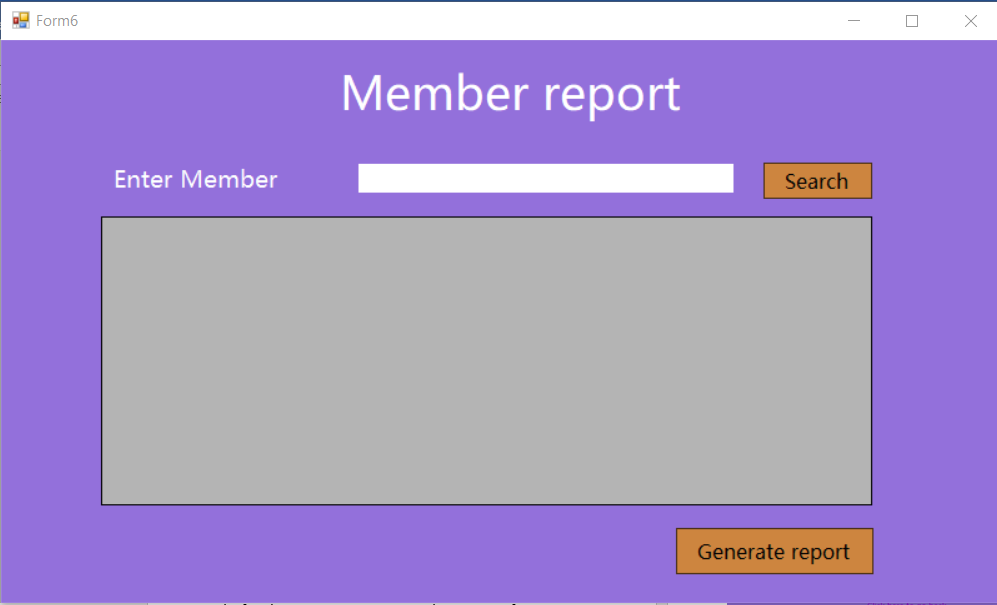 Form6
Member report
Enter Member
Search
Generate report